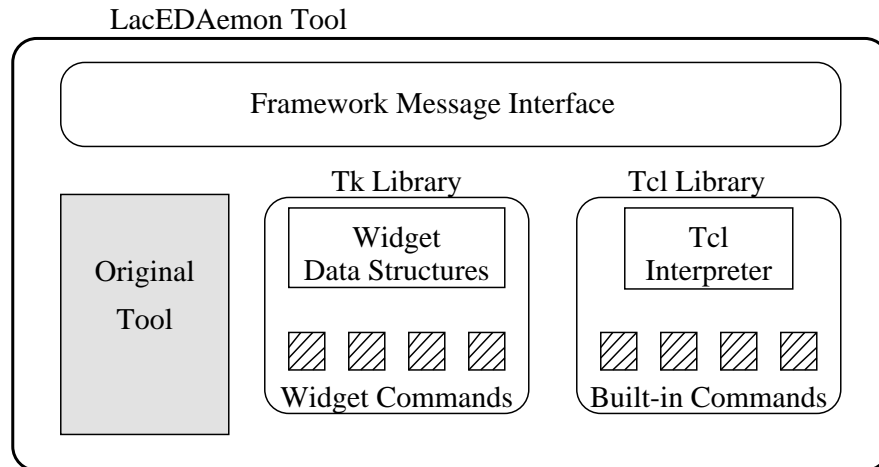 LacEDAemon Tool
Framework Message Interface
Tk Library
Tcl Library
Original
Tool
Widget
Data Structures
Tcl
Interpreter
Widget Commands
Built-in Commands